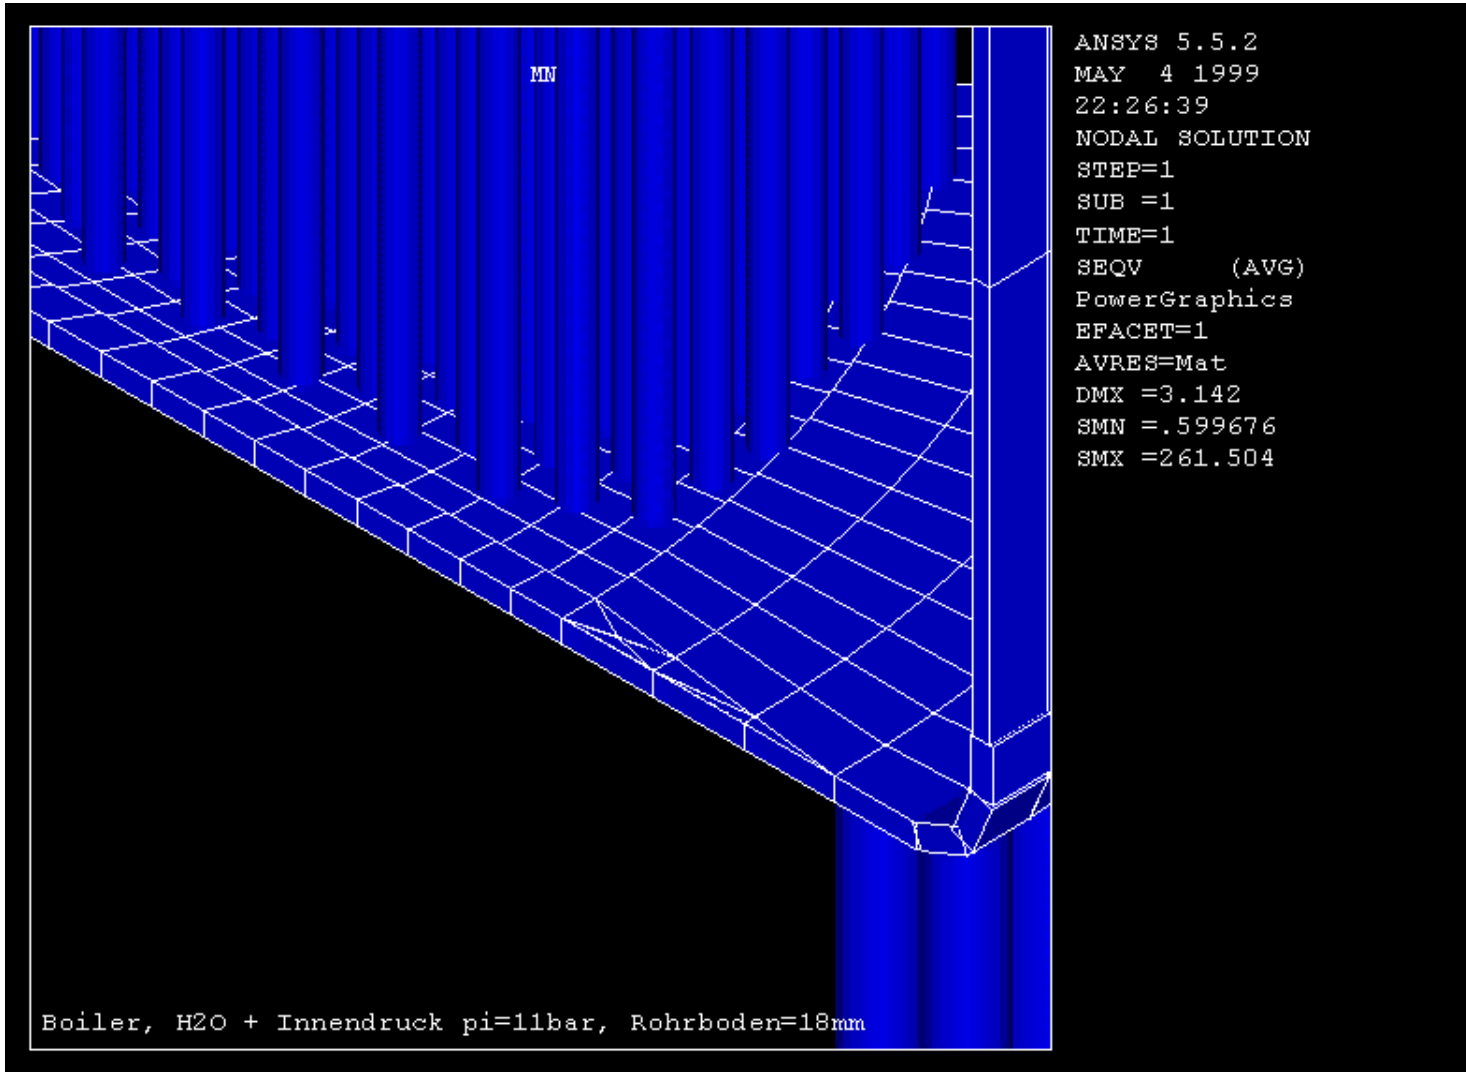 ANSYS 5.5.2
MAY  4 1999
22:26:39
NODAL SOLUTION
STEP=1
SUB =1
TIME=1
SEQV      (AVG)
PowerGraphics
EFACET=1
AVRES=Mat
DMX =3.142
SMN =.599676
SMX =261.504
MN
Boiler, H2O + Innendruck pi=11bar, Rohrboden=18mm